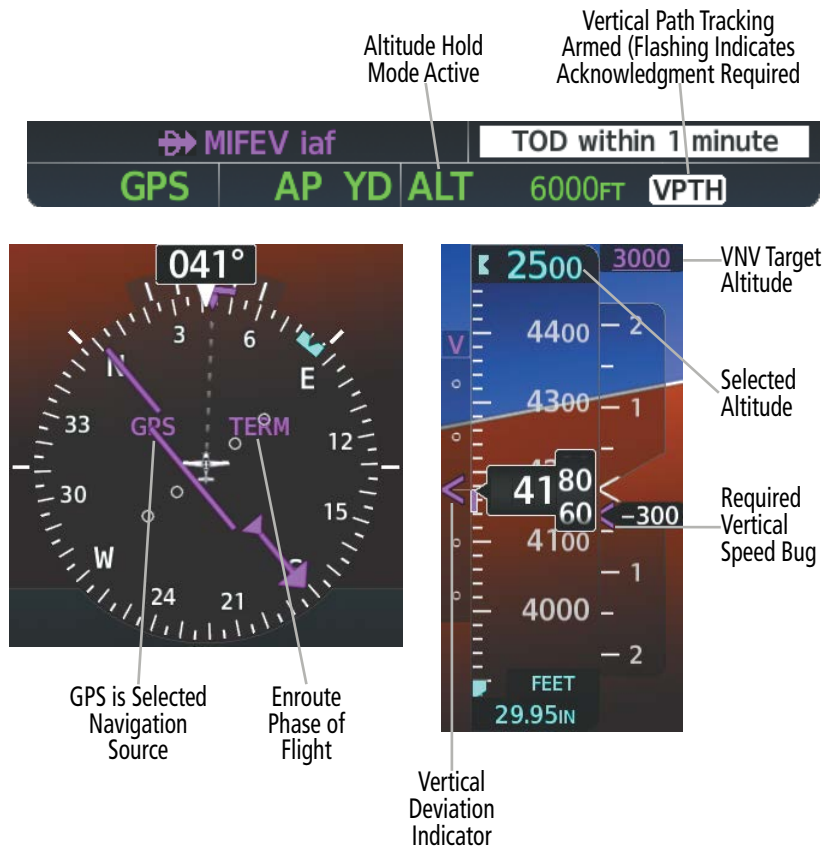 Altitude Hold
Mode Active
Vertical Path Tracking
Armed (Flashing Indicates
Acknowledgment Required
MIFEV iaf
TOD within 1 minute
GPS
AP YD
ALT
6000FT
VPTH
041°
3
6
N
E
33
GPS
TERM
12
30
15
W
S
24
21
2500
3000
4400
2
V
4300
1
4180
60
-300
4100
1
4000
2
FEET
29.95IN
VNV Target
Altitude
Selected
Altitude
Required
Vertical
Speed Bug
GPS is Selected
Navigation
Source
Enroute
Phase of
Flight
Vertical
Deviation
Indicator